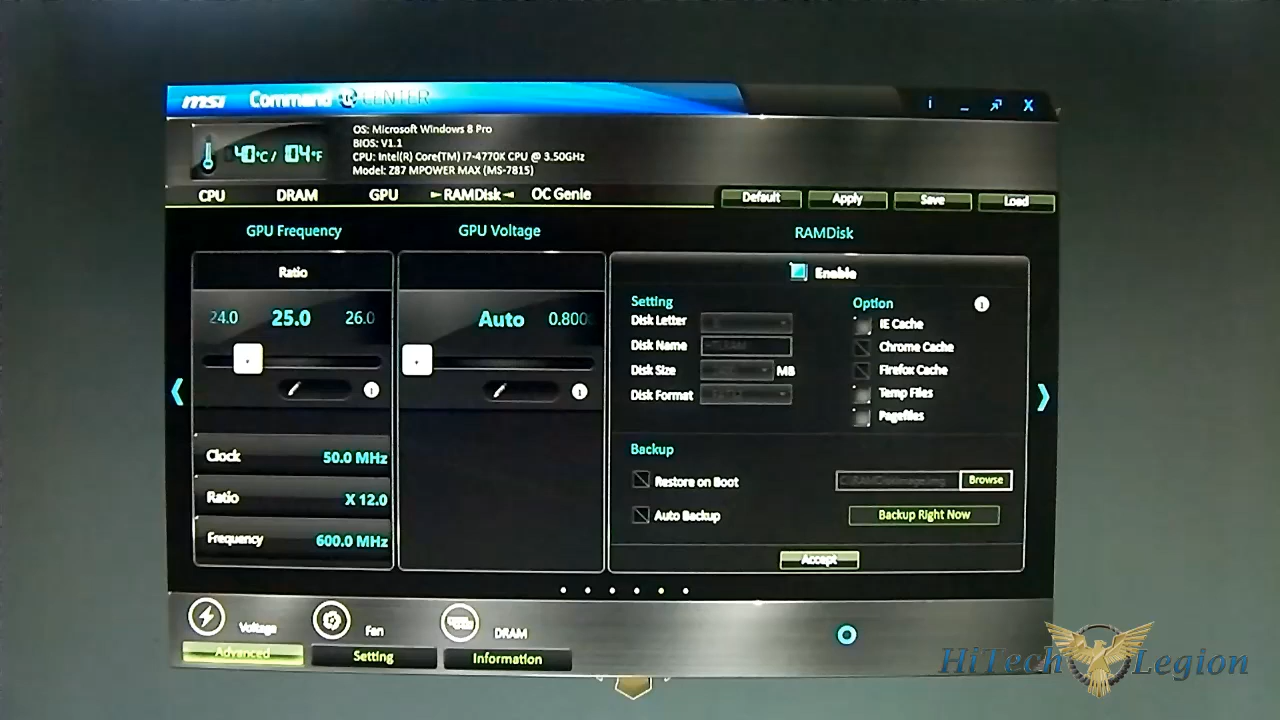 msi Command CENTER
i _ X
OS: Microsoft Windows 8 Pro
BIOS: V1.1
CPU: Intel(R) Core(TM) i7-4770K CPU @ 3.50GHz
Model: Z87 MPOWER MAX (MS-7815)
40°C / 104°F
CPU DRAM GPU RAMDisk OC Genie
Default Apply Save Load
GPU Frequency GPU Voltage RAMDisk
Ratio
24.0 25.0 26.0
Auto 0.800
Clock 50.0 MHz
Ratio X 12.0
Frequency 600.0 MHz
Enable
Setting
Disk Letter
Disk Name
Disk Size MB
Disk Format
Option
IE Cache
Chrome Cache
Firefox Cache
Temp Files
Pagefiles
Backup
Restore on Boot
Browse
Auto Backup
Backup Right Now
Accept
Voltage Fan DRAM
Advanced Setting Information
HiTech Legion